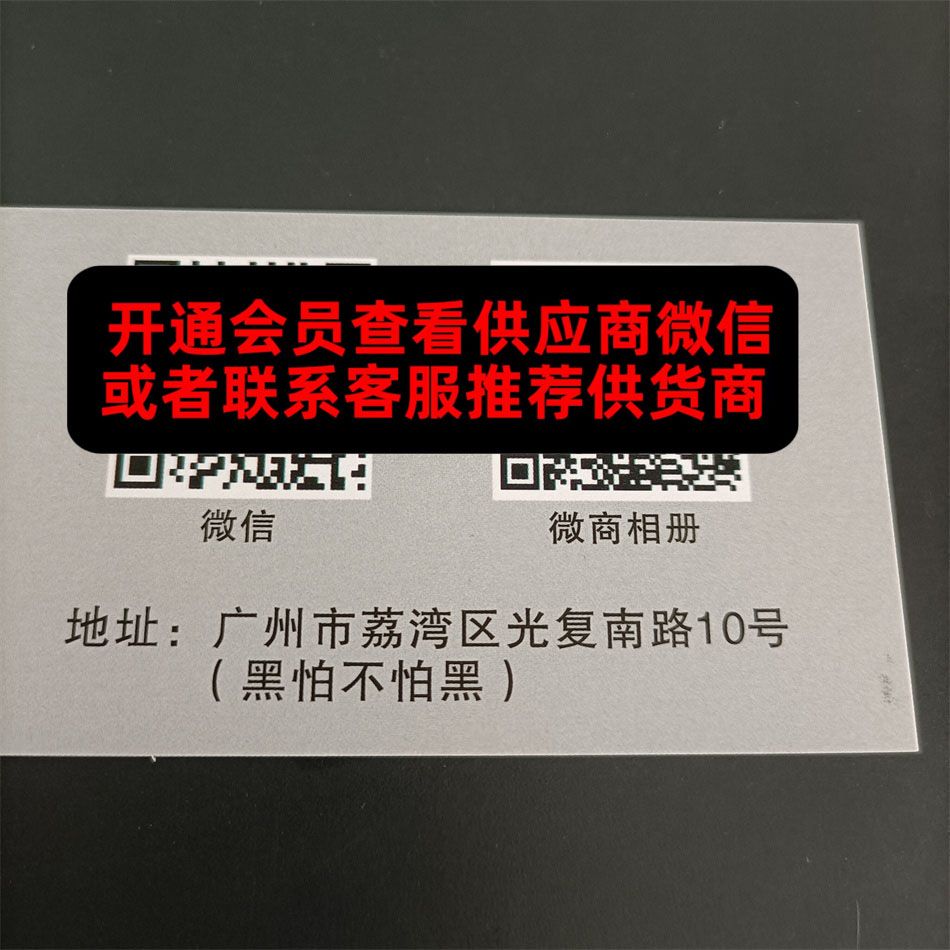 开通会员查看供应商微信
或者联系客服推荐供货商
微信
微商相册
地址：广州市荔湾区光复南路10号
（黑怕不怕黑）